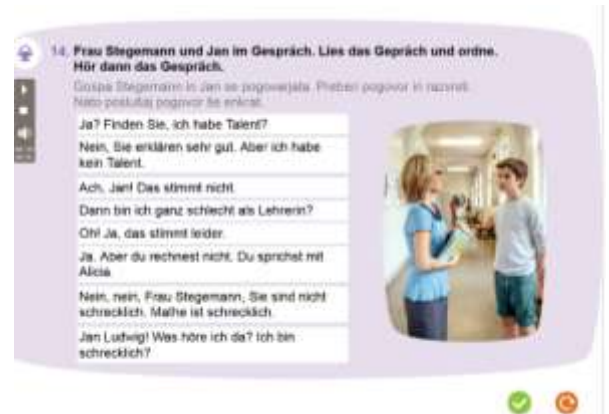 14. Frau Stegemann und Jan im Gespräch. Lies das Gepräch und ordne.
Hör dann das Gespräch.
Gospa Stegemann in Jan se pogovarjata. Preberi pogovor in razvrsti.
Nato poslušaj pogovor še enkrat.
Ja? Finden Sie, ich habe Talent?
Nein, Sie erklären sehr gut. Aber ich habe
kein Talent.
Ach, Jan! Das stimmt nicht.
Dann bin ich ganz schlecht als Lehrerin?
Oh! Ja, das stimmt leider.
Ja. Aber du rechnest nicht. Du sprichst mit
Alicia.
Nein, nein, Frau Stegemann, Sie sind nicht
schrecklich. Mathe ist schrecklich.
Jan Ludwig! Was höre ich da? Ich bin
schrecklich?